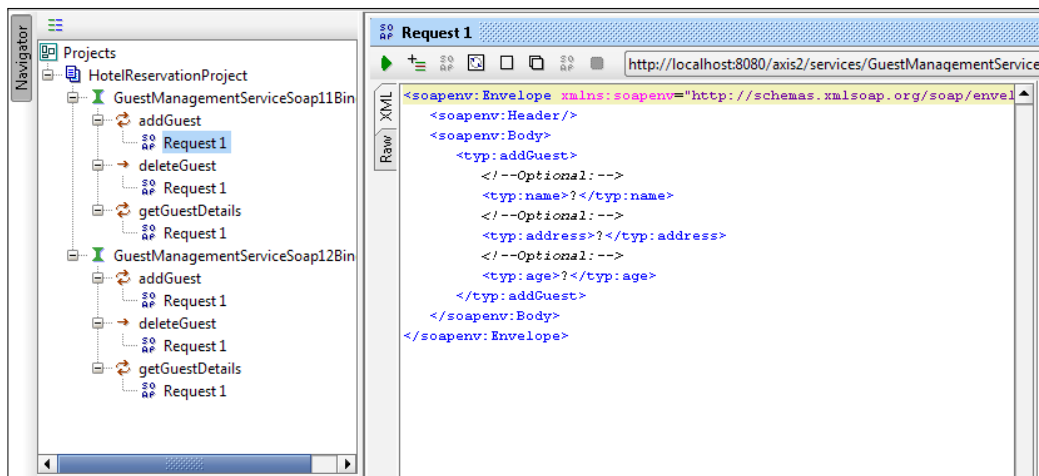 Navigator
Projects
HotelReservationProject
GuestManagementServiceSoap11Bin
addGuest
Request 1
deleteGuest
Request 1
getGuestDetails
Request 1
GuestManagementServiceSoap12Bin
addGuest
Request 1
deleteGuest
Request 1
getGuestDetails
Request 1
Request 1
http://localhost:8080/axis2/services/GuestManagementService
XML
Raw
<soapenv:Envelope xmlns:soapenv="http://schemas.xmlsoap.org/soap/envel
<soapenv:Header/>
<soapenv:Body>
<typ:addGuest>
<!--Optional:-->
<typ:name>?</typ:name>
<!--Optional:-->
<typ:address>?</typ:address>
<!--Optional:-->
<typ:age>?</typ:age>
</typ:addGuest>
</soapenv:Body>
</soapenv:Envelope>